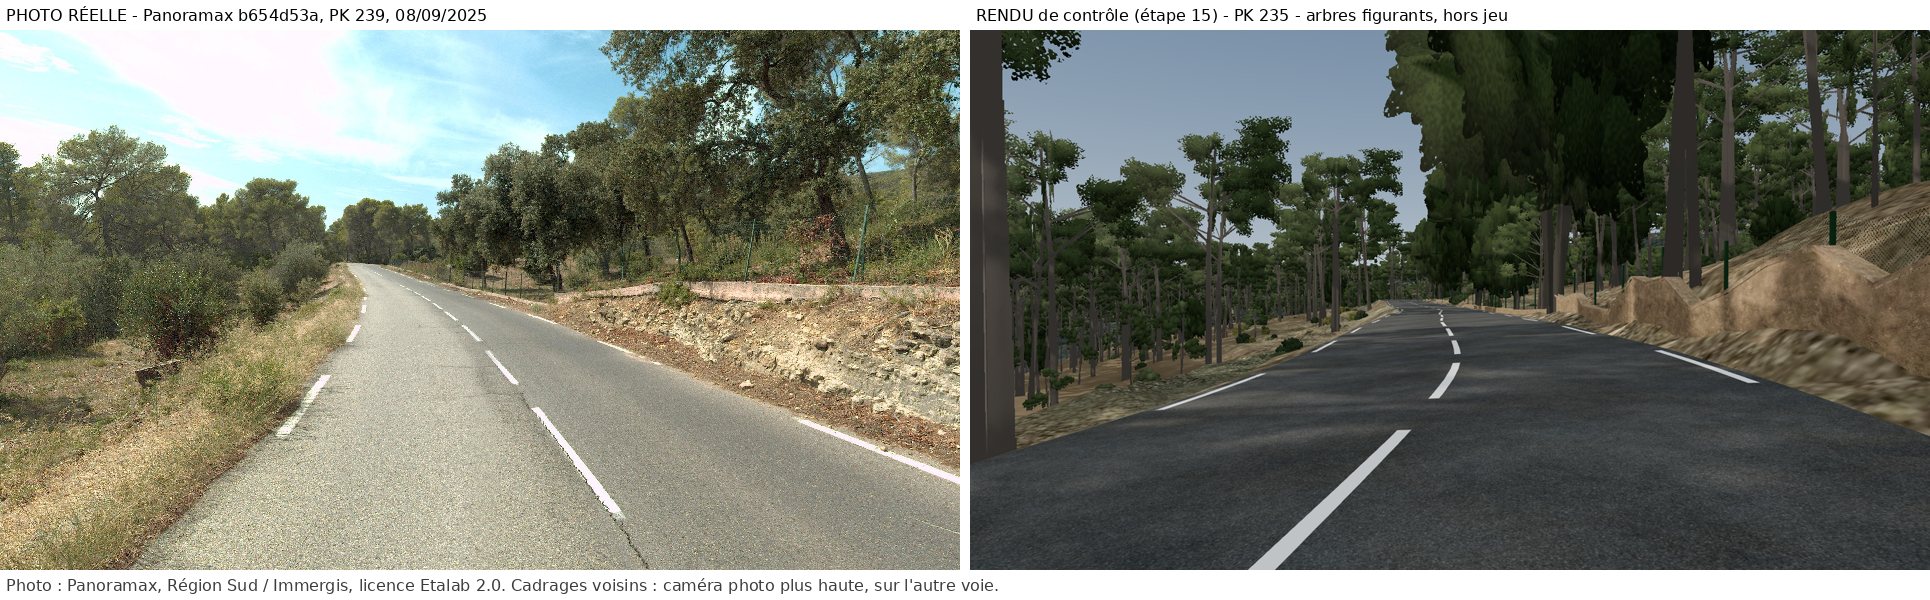 PHOTO RÉELLE - Panoramax b654d53a, PK 239, 08/09/2025
RENDU de contrôle (étape 15) - PK 235 - arbres figurants, hors jeu
Photo : Panoramax, Région Sud / Immergis, licence Etalab 2.0. Cadrages voisins : caméra photo plus haute, sur l'autre voie.